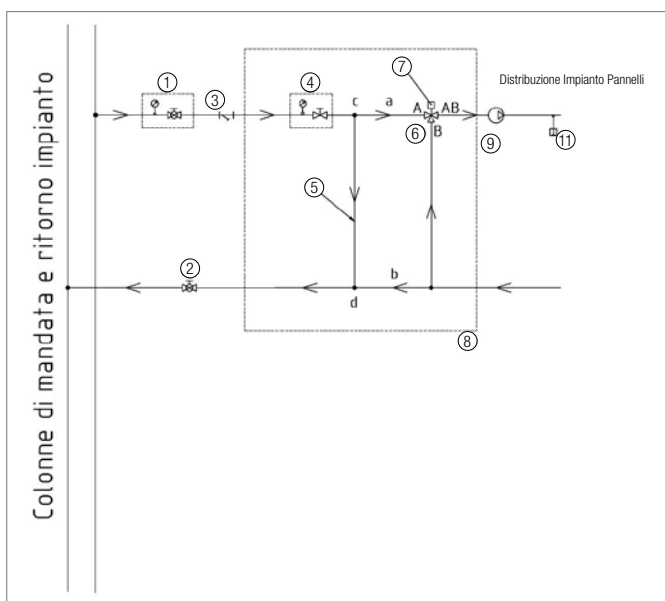 Colonne di mandata e ritorno impianto
1
3
4
7
Distribuzione Impianto Pannelli
c
a
A
AB
6
B
9
11
5
2
b
d
8